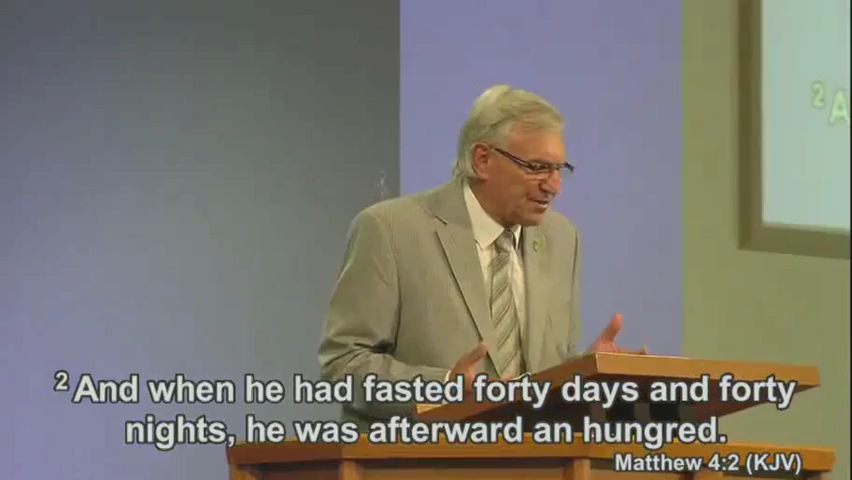 ² A
² And when he had fasted forty days and forty
nights, he was afterward an hungred.
Matthew 4:2 (KJV)